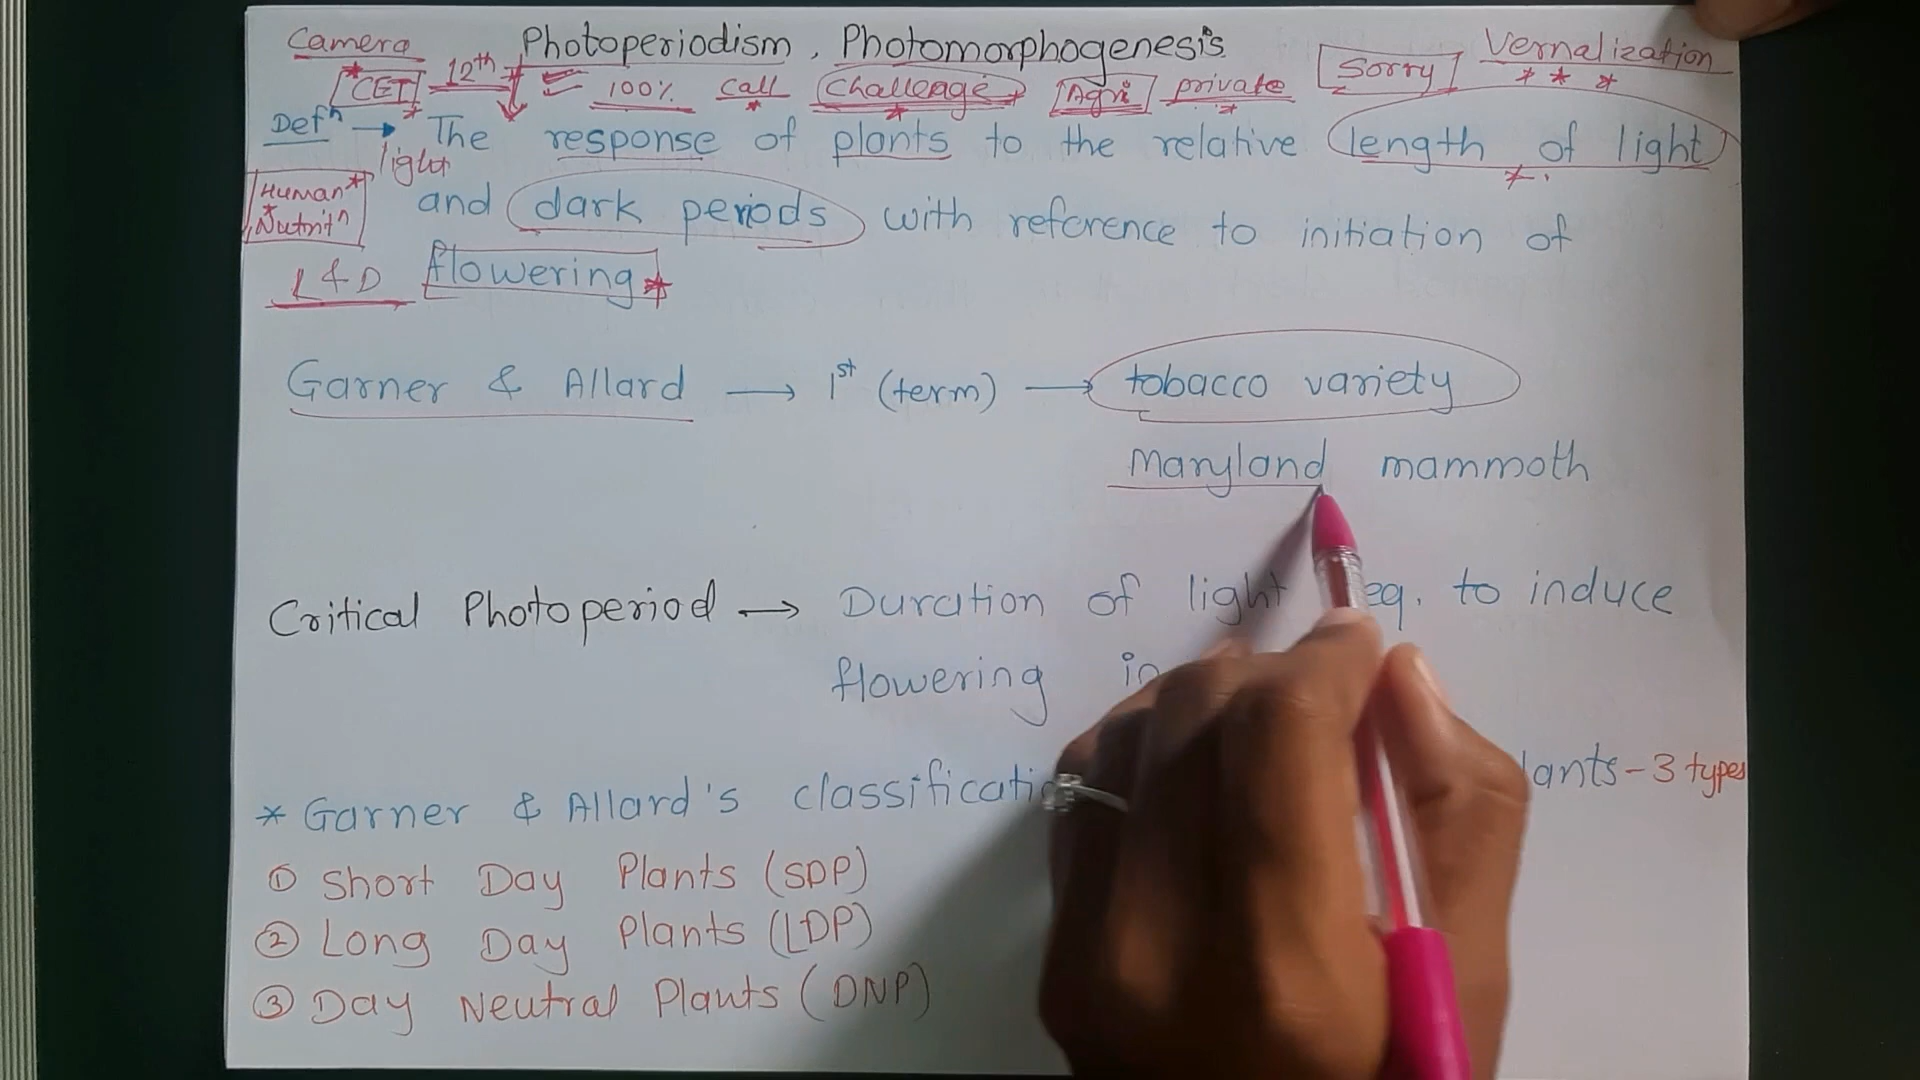 Camera Photoperiodism, Photomorphogenesis Vernalization
CET 12th 100% call Challenge Agri private Sorry
Defn → The response of plants to the relative length of light
light
Human Nutritn and dark periods with reference to initiation of
L & D flowering
Garner & Allard → 1st (term) → tobacco variety
Maryland mammoth
Critical Photoperiod → Duration of light eq. to induce
flowering in
* Garner & Allard's classificati lants - 3 types
① Short Day Plants (SDP)
② Long Day Plants (LDP)
③ Day Neutral Plants (DNP)